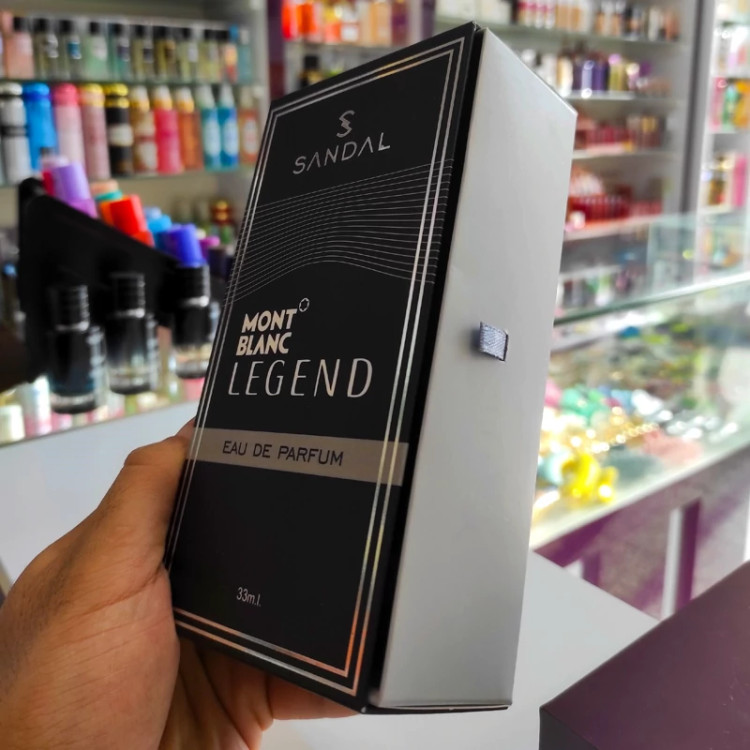 SANDAL
MONT
BLANC
LEGEND
EAU DE PARFUM
33m.l.